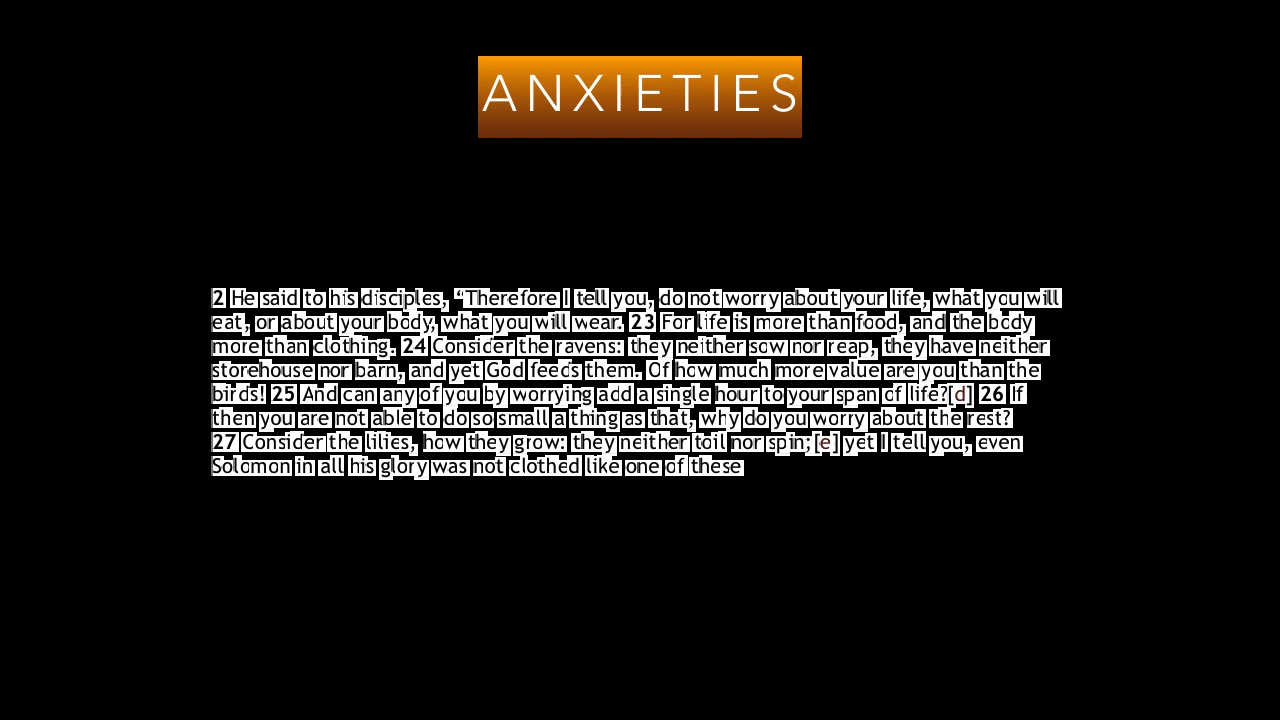 ANXIETIES
2 He said to his disciples, “Therefore I tell you, do not worry about your life, what you will
eat, or about your body, what you will wear. 23 For life is more than food, and the body
more than clothing. 24 Consider the ravens: they neither sow nor reap, they have neither
storehouse nor barn, and yet God feeds them. Of how much more value are you than the
birds! 25 And can any of you by worrying add a single hour to your span of life?[d] 26 If
then you are not able to do so small a thing as that, why do you worry about the rest?
27 Consider the lilies, how they grow: they neither toil nor spin;[e] yet I tell you, even
Solomon in all his glory was not clothed like one of these